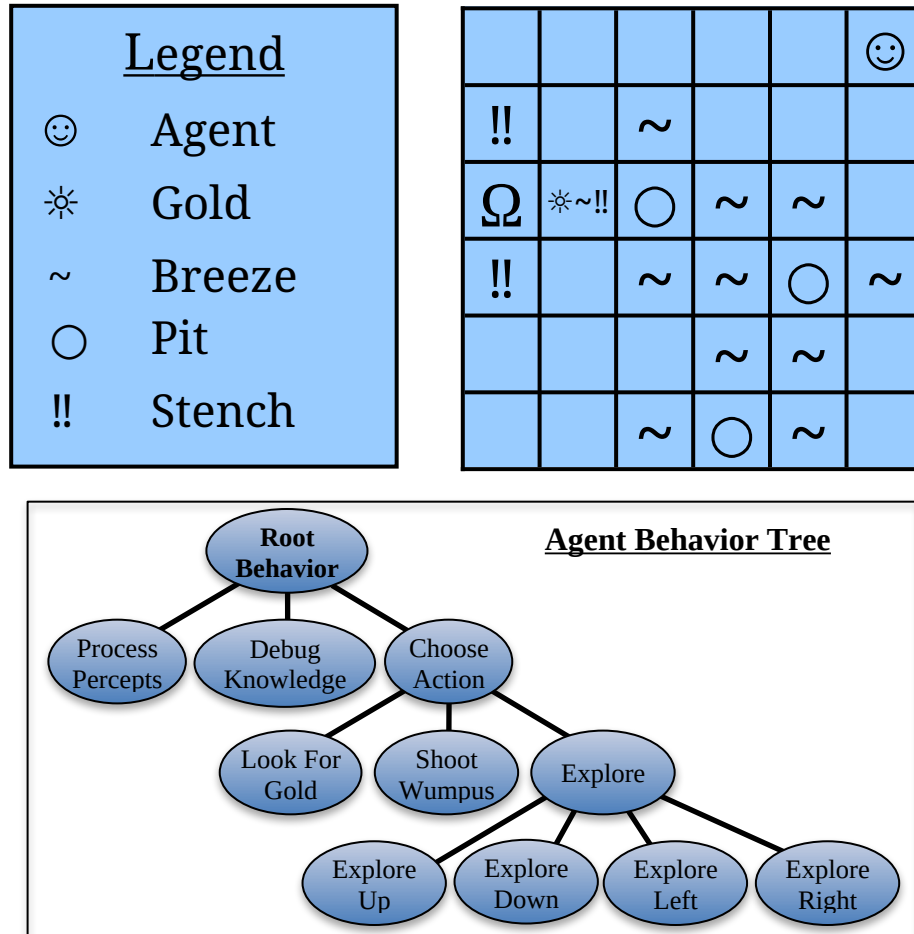 Legend
☺ Agent
☼ Gold
~ Breeze
○ Pit
‼ Stench
☺
‼ ~
Ω ☼~‼ ○ ~ ~
‼ ~ ~ ○ ~
~ ~
~ ○ ~
Agent Behavior Tree
Root
Behavior
Process
Percepts
Debug
Knowledge
Choose
Action
Look For
Gold
Shoot
Wumpus
Explore
Explore
Up
Explore
Down
Explore
Left
Explore
Right